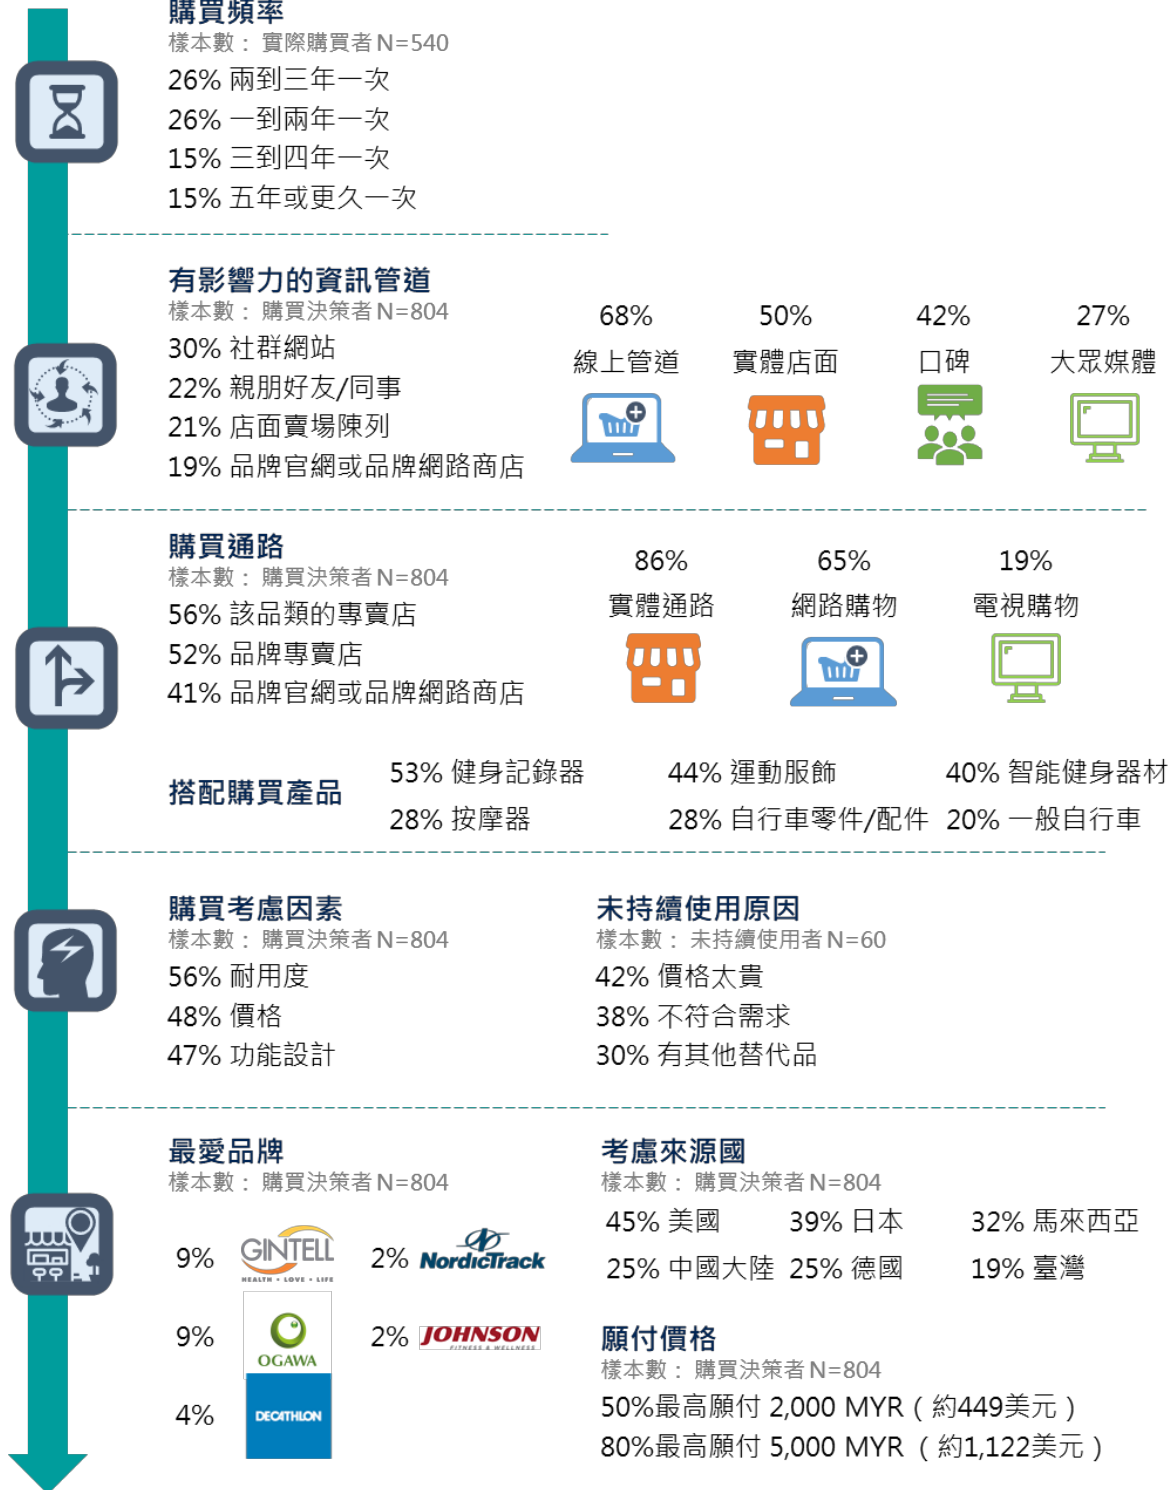 購買頻率
樣本數：實際購買者N=540
26% 兩到三年一次
26% 一到兩年一次
15% 三到四年一次
15% 五年或更久一次
有影響力的資訊管道
樣本數：購買決策者N=804
30% 社群網站
22% 親朋好友/同事
21% 店面賣場陳列
19% 品牌官網或品牌網路商店
68% 50% 42% 27%
線上管道 實體店面 口碑 大眾媒體
購買通路
樣本數：購買決策者N=804
56% 該品類的專賣店
52% 品牌專賣店
41% 品牌官網或品牌網路商店
86% 65% 19%
實體通路 網路購物 電視購物
搭配購買產品
53% 健身記錄器 44% 運動服飾 40% 智能健身器材
28% 按摩器 28% 自行車零件/配件 20% 一般自行車
購買考慮因素
樣本數：購買決策者N=804
56% 耐用度
48% 價格
47% 功能設計
未持續使用原因
樣本數：未持續使用者N=60
42% 價格太貴
38% 不符合需求
30% 有其他替代品
最愛品牌
樣本數：購買決策者N=804
9% GINTELL
HEALTH • LOVE • LIFE
2% NordicTrack
9% OGAWA
2% JOHNSON
FITNESS & WELLNESS
4% DECATHLON
考慮來源國
樣本數：購買決策者N=804
45% 美國 39% 日本 32% 馬來西亞
25% 中國大陸 25% 德國 19% 臺灣
願付價格
樣本數：購買決策者N=804
50%最高願付 2,000 MYR（約449美元）
80%最高願付 5,000 MYR （約1,122美元）